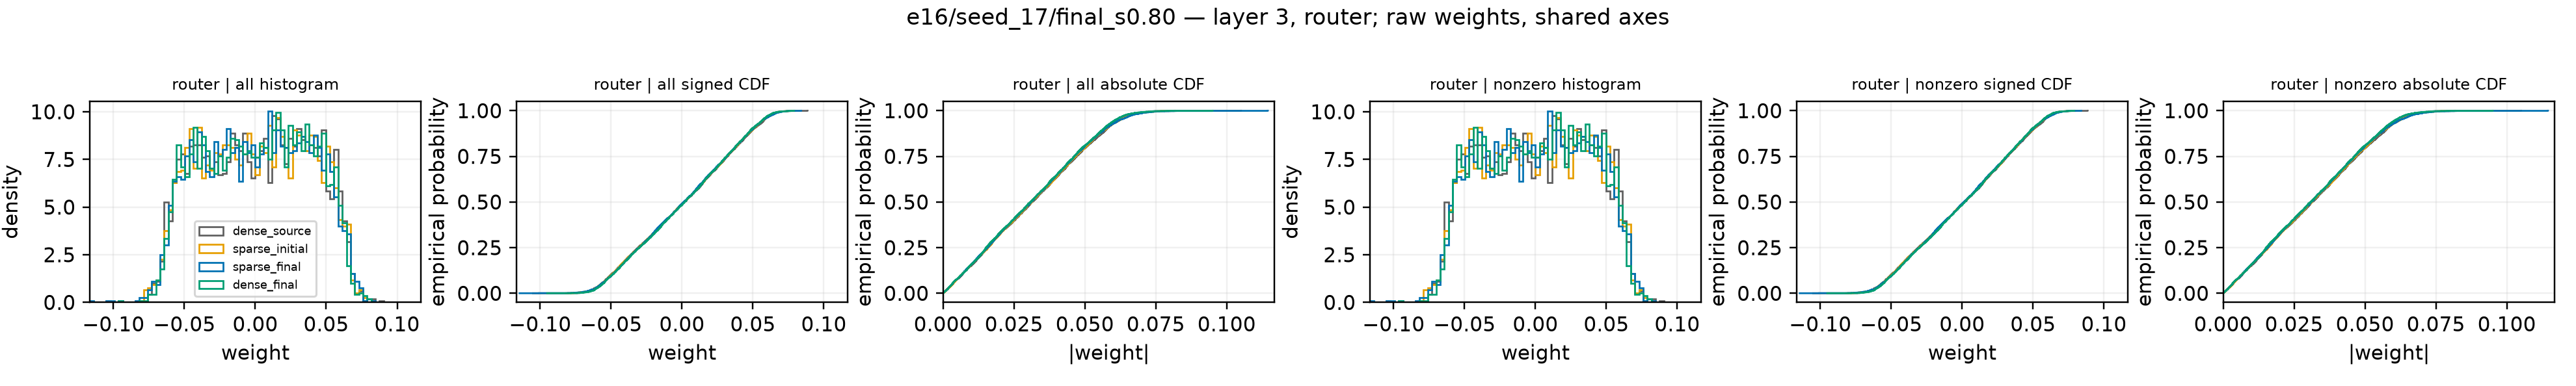 e16/seed_17/final_s0.80 — layer 3, router; raw weights, shared axes
router | all histogram
density
10.0
7.5
5.0
2.5
0.0
−0.10 −0.05 0.00 0.05 0.10
weight
dense_source
sparse_initial
sparse_final
dense_final
router | all signed CDF
empirical probability
1.00
0.75
0.50
0.25
0.00
−0.10 −0.05 0.00 0.05 0.10
weight
router | all absolute CDF
empirical probability
1.00
0.75
0.50
0.25
0.00
0.000 0.025 0.050 0.075 0.100
|weight|
router | nonzero histogram
density
10.0
7.5
5.0
2.5
0.0
−0.10 −0.05 0.00 0.05 0.10
weight
router | nonzero signed CDF
empirical probability
1.00
0.75
0.50
0.25
0.00
−0.10 −0.05 0.00 0.05 0.10
weight
router | nonzero absolute CDF
empirical probability
1.00
0.75
0.50
0.25
0.00
0.000 0.025 0.050 0.075 0.100
|weight|